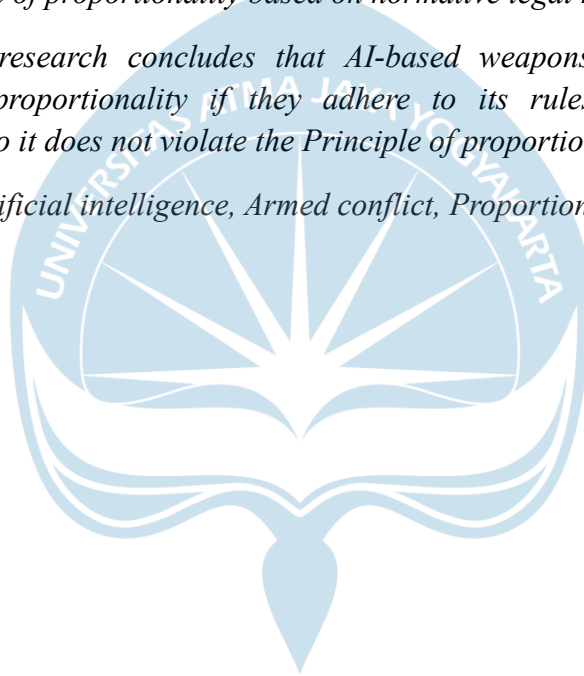 of proportionality based on normative legal
research concludes that AI-based weapons
proportionality if they adhere to its rules
it does not violate the Principle of
ificial intelligence, Armed conflict, Proportion
UNIVERSITAS ATMA JAYA YOGYAKARTA